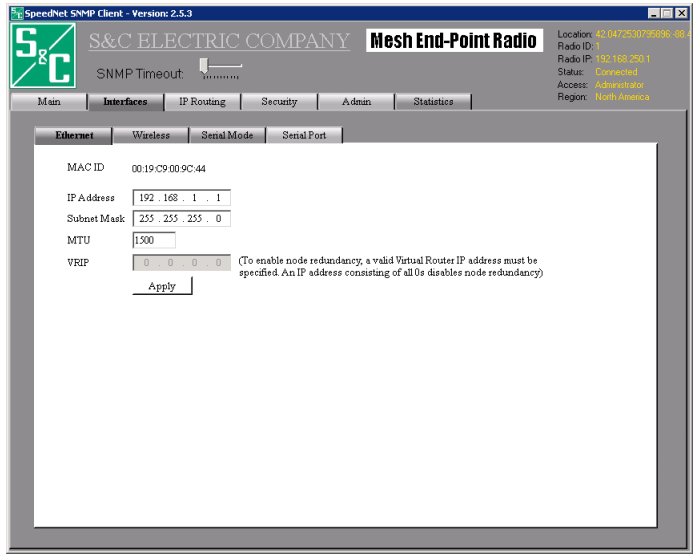 SpeedNet SNMP Client - Version: 2.5.3
S&C
S&C ELECTRIC COMPANY
Mesh End-Point Radio
SNMP Timeout:
Location: 42.0472530795896 -88.4
Radio ID: 1
Radio IP: 192.168.250.1
Status: Connected
Access: Administrator
Region: North America
Main Interfaces IP Routing Security Admin Statistics
Ethernet Wireless Serial Mode Serial Port
MAC ID 00:19:C9:00:9C:44
IP Address 192 . 168 . 1 . 1
Subnet Mask 255 . 255 . 255 . 0
MTU 1500
VRIP 0 . 0 . 0 . 0 (To enable node redundancy, a valid Virtual Router IP address must be
specified. An IP address consisting of all 0s disables node redundancy)
Apply